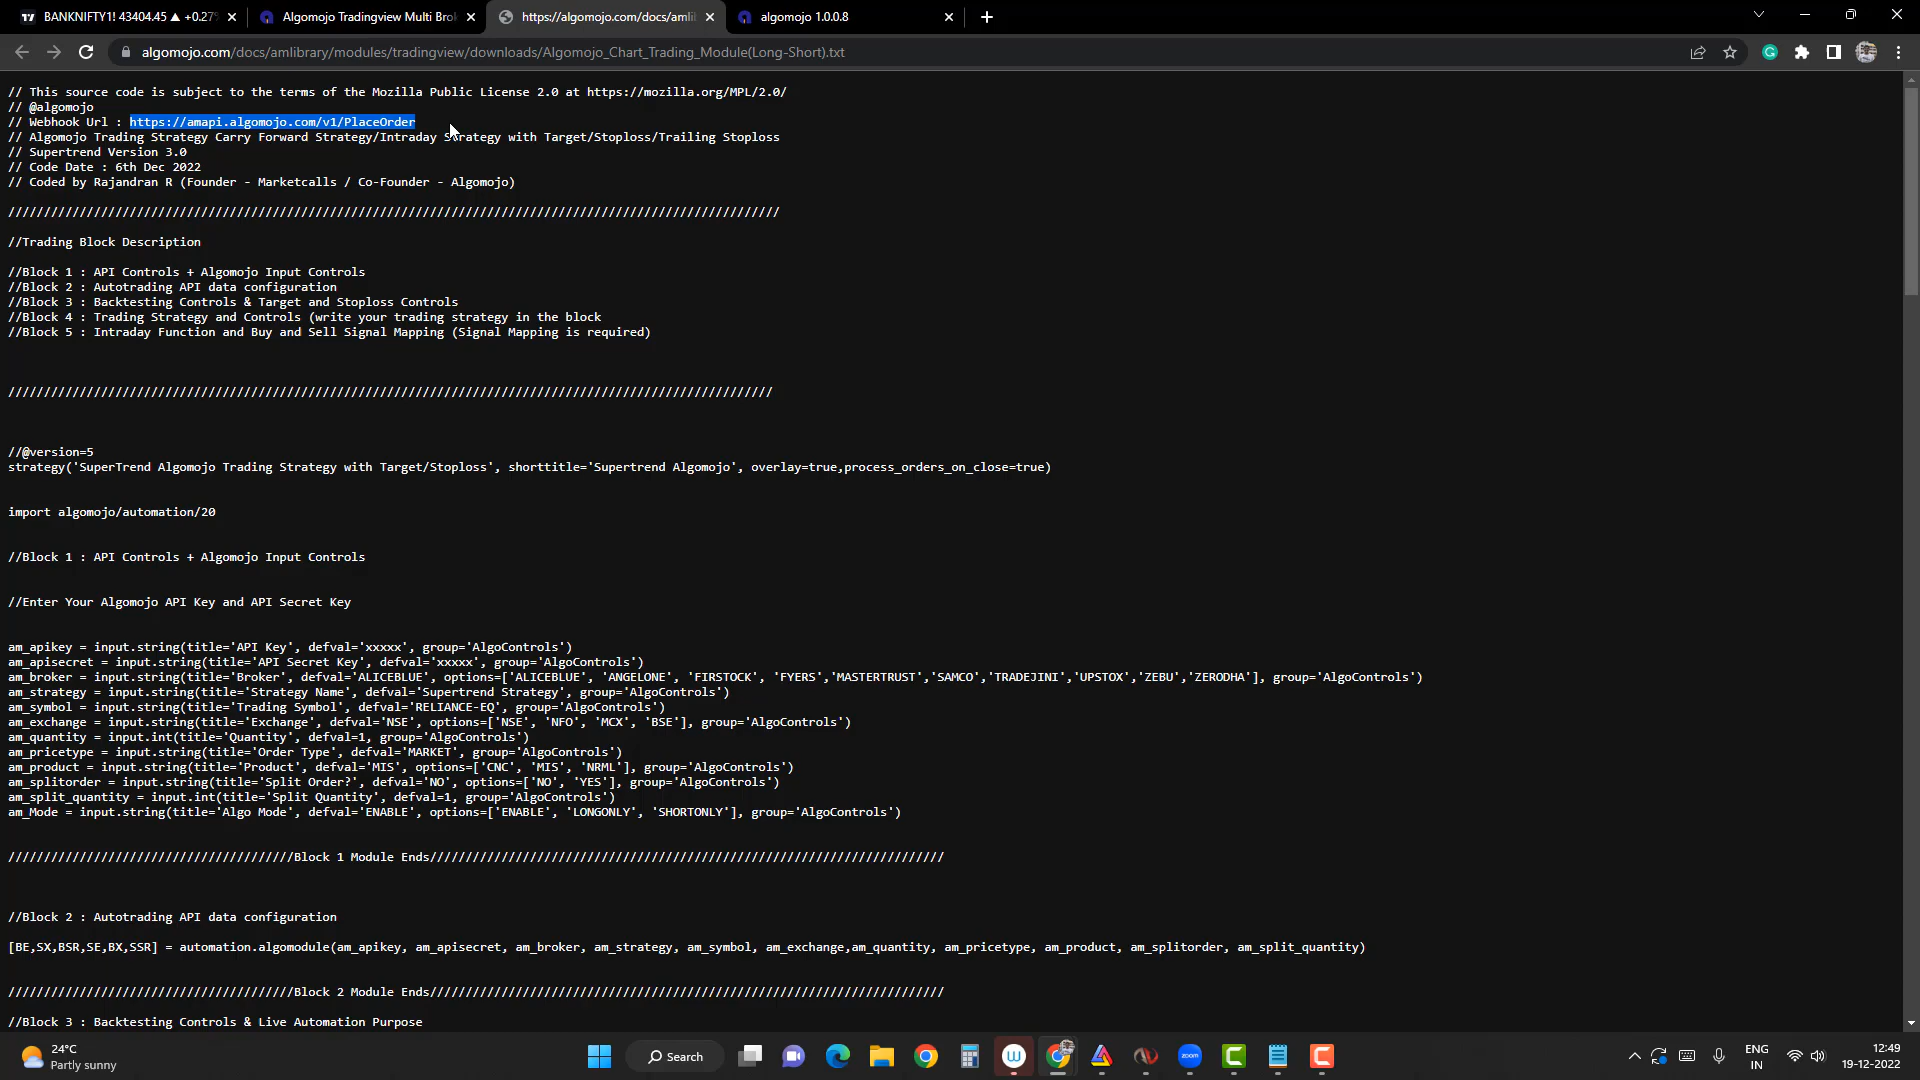 BANKNIFTY1! 43404.45 ▲ +0.27%
Algomojo Tradingview Multi Bro
https://algomojo.com/docs/amli
algomojo 1.0.0.8
algomojo.com/docs/amlibrary/modules/tradingview/downloads/Algomojo_Chart_Trading_Module(Long-Short).txt
// This source code is subject to the terms of the Mozilla Public License 2.0 at https://mozilla.org/MPL/2.0/
// @algomojo
// Webhook Url : https://amapi.algomojo.com/v1/PlaceOrder
// Algomojo Trading Strategy Carry Forward Strategy/Intraday Strategy with Target/Stoploss/Trailing Stoploss
// Supertrend Version 3.0
// Code Date : 6th Dec 2022
// Coded by Rajandran R (Founder - Marketcalls / Co-Founder - Algomojo)
////////////////////////////////////////////////////////////////////////////////////////////////////////////
//Trading Block Description
//Block 1 : API Controls + Algomojo Input Controls
//Block 2 : Autotrading API data configuration
//Block 3 : Backtesting Controls & Target and Stoploss Controls
//Block 4 : Trading Strategy and Controls (write your trading strategy in the block
//Block 5 : Intraday Function and Buy and Sell Signal Mapping (Signal Mapping is required)
///////////////////////////////////////////////////////////////////////////////////////////////////////////
//@version=5
strategy('SuperTrend Algomojo Trading Strategy with Target/Stoploss', shorttitle='Supertrend Algomojo', overlay=true,process_orders_on_close=true)
import algomojo/automation/20
//Block 1 : API Controls + Algomojo Input Controls
//Enter Your Algomojo API Key and API Secret Key
am_apikey = input.string(title='API Key', defval='xxxxx', group='AlgoControls')
am_apisecret = input.string(title='API Secret Key', defval='xxxxx', group='AlgoControls')
am_broker = input.string(title='Broker', defval='ALICEBLUE', options=['ALICEBLUE', 'ANGELONE', 'FIRSTOCK', 'FYERS','MASTERTRUST','SAMCO','TRADEJINI','UPSTOX','ZEBU','ZERODHA'], group='AlgoControls')
am_strategy = input.string(title='Strategy Name', defval='Supertrend Strategy', group='AlgoControls')
am_symbol = input.string(title='Trading Symbol', defval='RELIANCE-EQ', group='AlgoControls')
am_exchange = input.string(title='Exchange', defval='NSE', options=['NSE', 'NFO', 'MCX', 'BSE'], group='AlgoControls')
am_quantity = input.int(title='Quantity', defval=1, group='AlgoControls')
am_pricetype = input.string(title='Order Type', defval='MARKET', group='AlgoControls')
am_product = input.string(title='Product', defval='MIS', options=['CNC', 'MIS', 'NRML'], group='AlgoControls')
am_splitorder = input.string(title='Split Order?', defval='NO', options=['NO', 'YES'], group='AlgoControls')
am_split_quantity = input.int(title='Split Quantity', defval=1, group='AlgoControls')
am_Mode = input.string(title='Algo Mode', defval='ENABLE', options=['ENABLE', 'LONGONLY', 'SHORTONLY'], group='AlgoControls')
////////////////////////////////////////Block 1 Module Ends////////////////////////////////////////////////////////////////////////
//Block 2 : Autotrading API data configuration
[BE,SX,BSR,SE,BX,SSR] = automation.algomodule(am_apikey, am_apisecret, am_broker, am_strategy, am_symbol, am_exchange,am_quantity, am_pricetype, am_product, am_splitorder, am_split_quantity)
////////////////////////////////////////Block 2 Module Ends////////////////////////////////////////////////////////////////////////
//Block 3 : Backtesting Controls & Live Automation Purpose
24°C
Partly sunny
Search
zoom
ENG
IN
12:49
19-12-2022